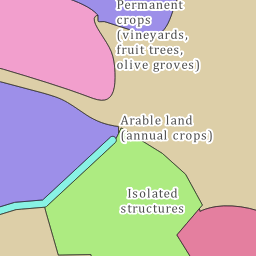 Permanent
crops
(vineyards,
fruit trees,
olive groves)
Arable land
(annual crops)
Isolated
structures